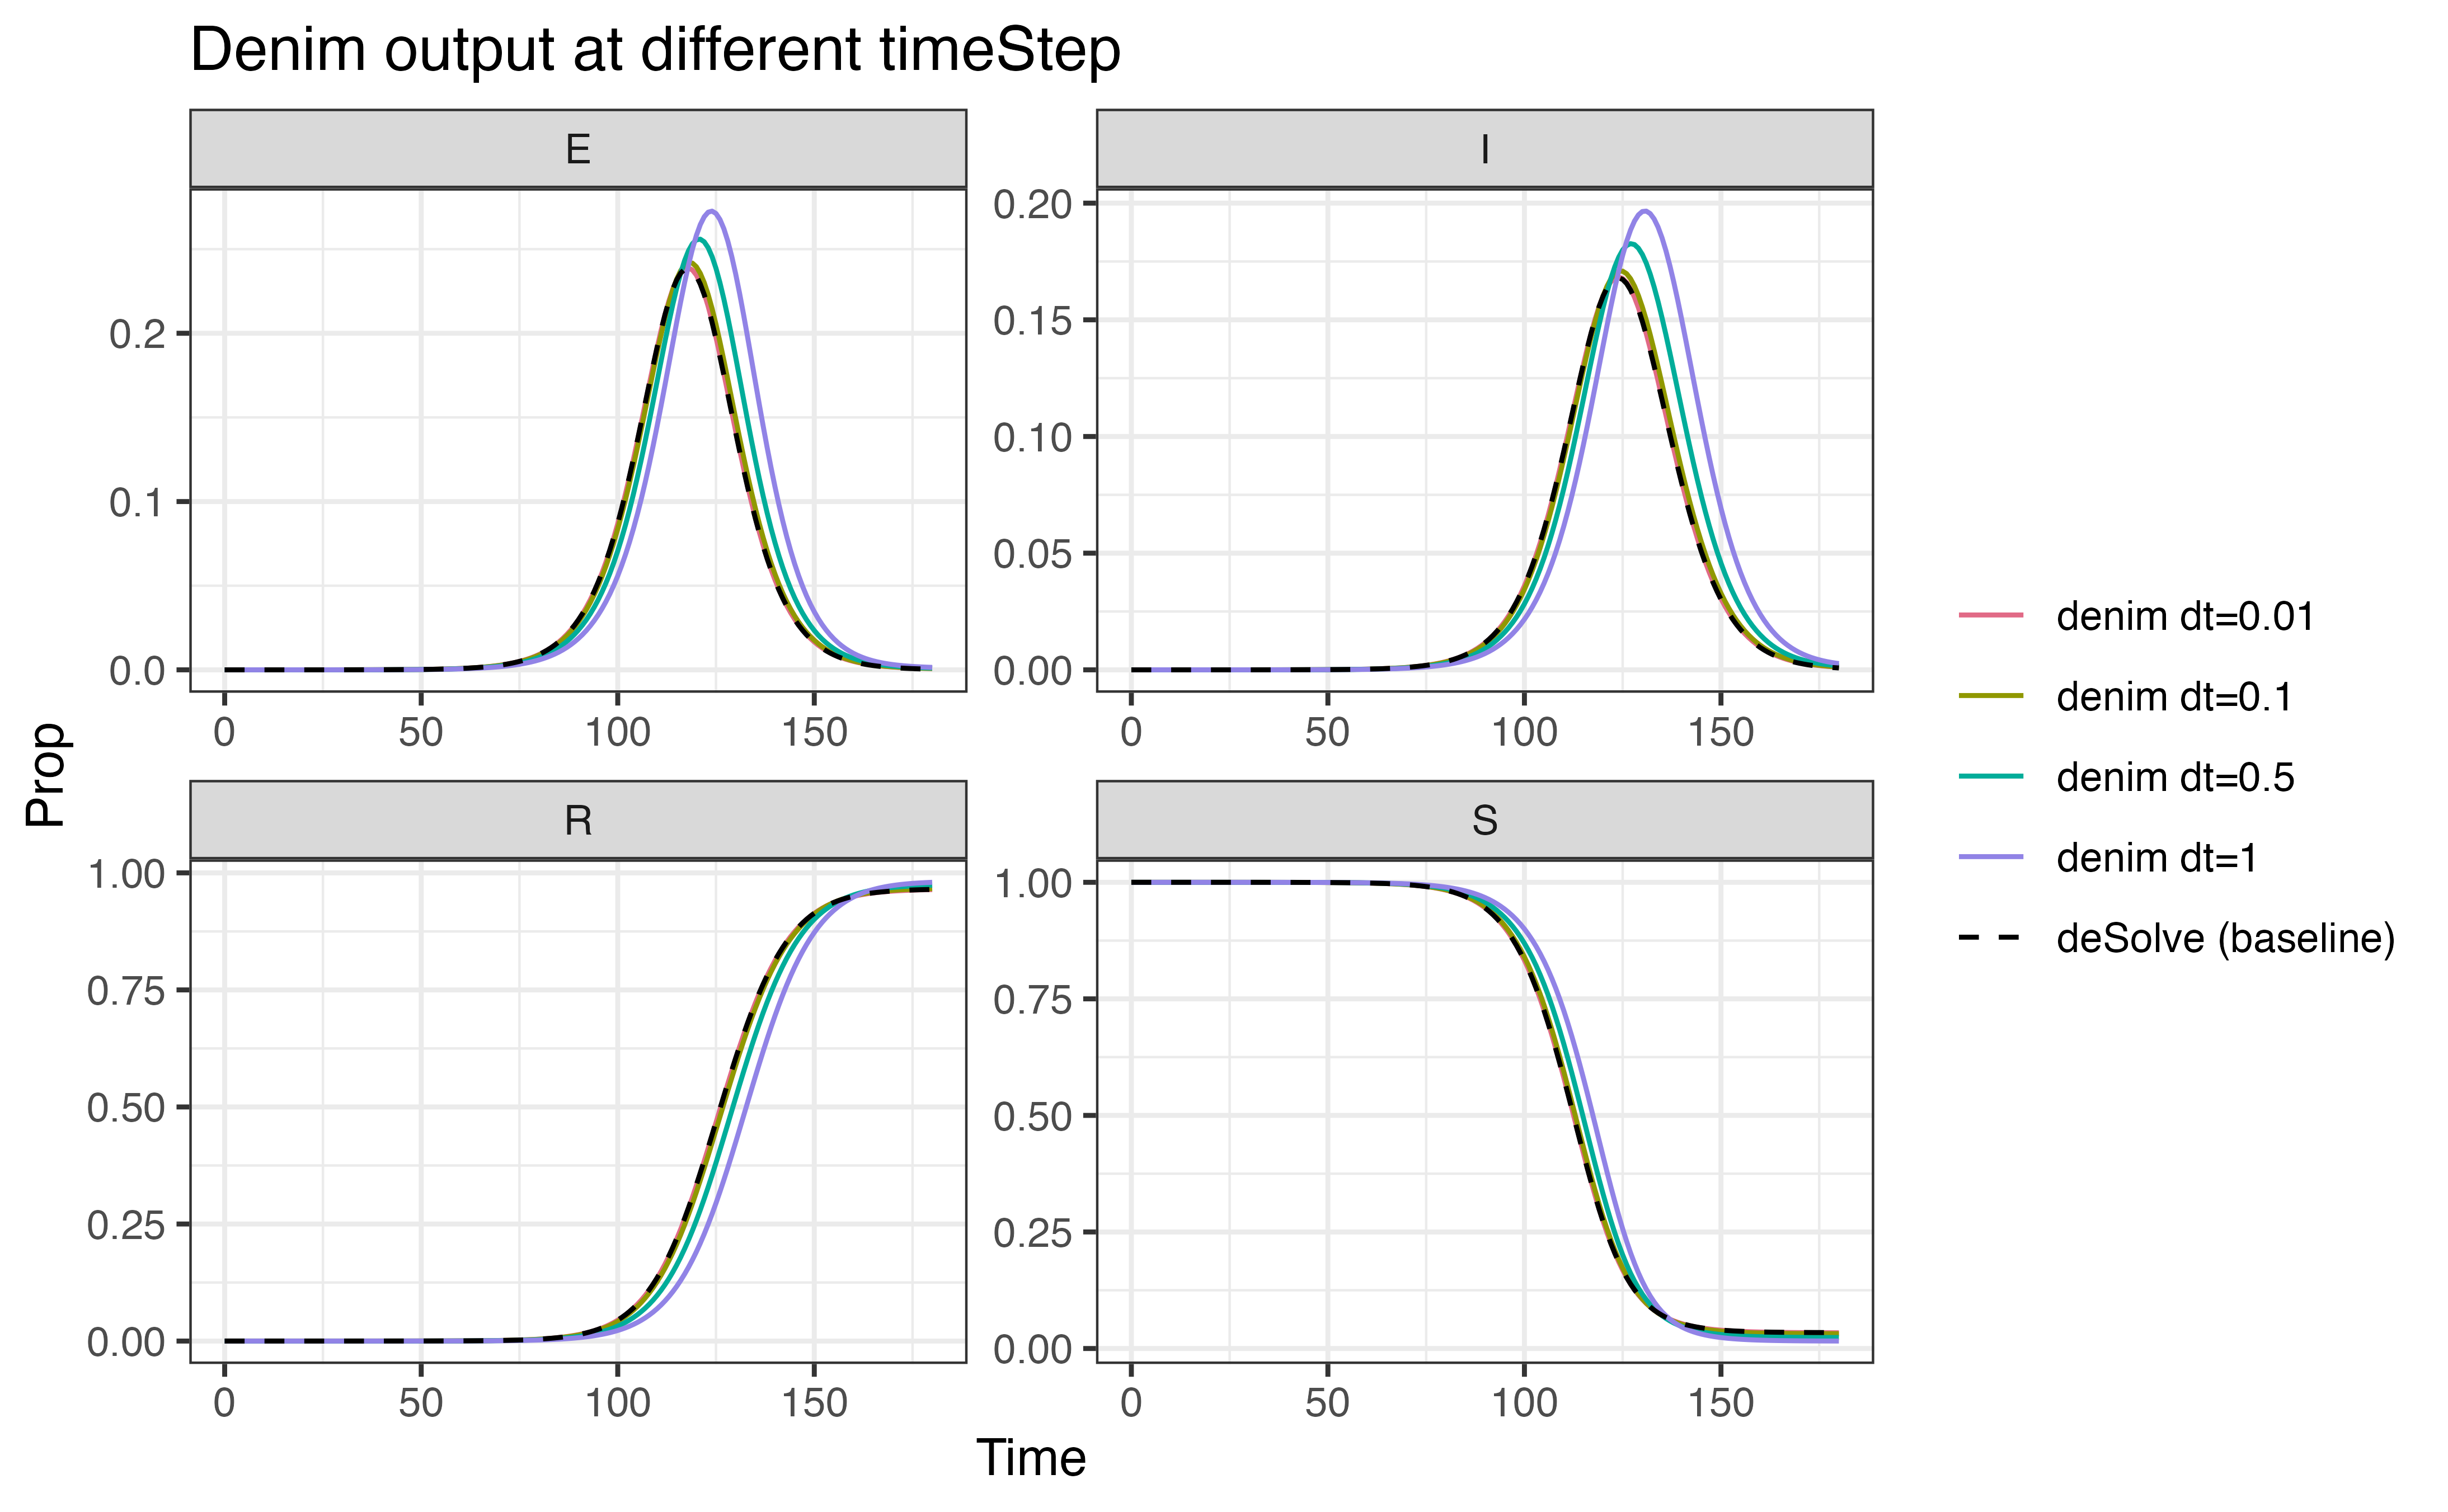 Denim output at different timeStep
E
I
0.2
0.1
0.0
0 50 100 150
0.20
0.15
0.10
0.05
0.00
0 50 100 150
Prop
R
S
1.00
0.75
0.50
0.25
0.00
0 50 100 150
1.00
0.75
0.50
0.25
0.00
0 50 100 150
Time
denim dt=0.01
denim dt=0.1
denim dt=0.5
denim dt=1
deSolve (baseline)